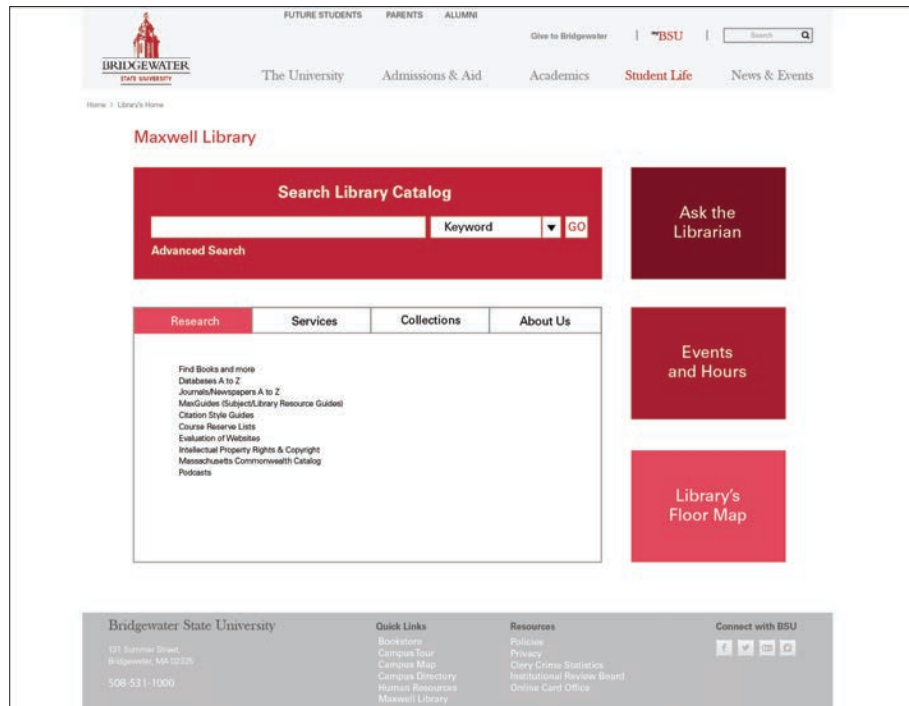 FUTURE STUDENTS PARENTS ALUMNI
Give to Bridgewater | myBSU | Search
BRIDGEWATER
STATE UNIVERSITY
The University Admissions & Aid Academics Student Life News & Events
Home > Library's Home
Maxwell Library
Search Library Catalog
Keyword GO
Advanced Search
Ask the
Librarian
Research Services Collections About Us
Find Books and more
Databases A to Z
Journals/Newspapers A to Z
MaxGuides (Subject/Library Resource Guides)
Citation Style Guides
Course Reserve Lists
Evaluation of Websites
Intellectual Property Rights & Copyright
Massachusetts Commonwealth Catalog
Podcasts
Events
and Hours
Library's
Floor Map
Bridgewater State University
131 Summer Street,
Bridgewater, MA 02325
508-531-1000
Quick Links
Bookstore
Campus Tour
Campus Map
Campus Directory
Human Resources
Maxwell Library
Resources
Policies
Privacy
Clery Crime Statistics
Institutional Review Board
Online Card Office
Connect with BSU